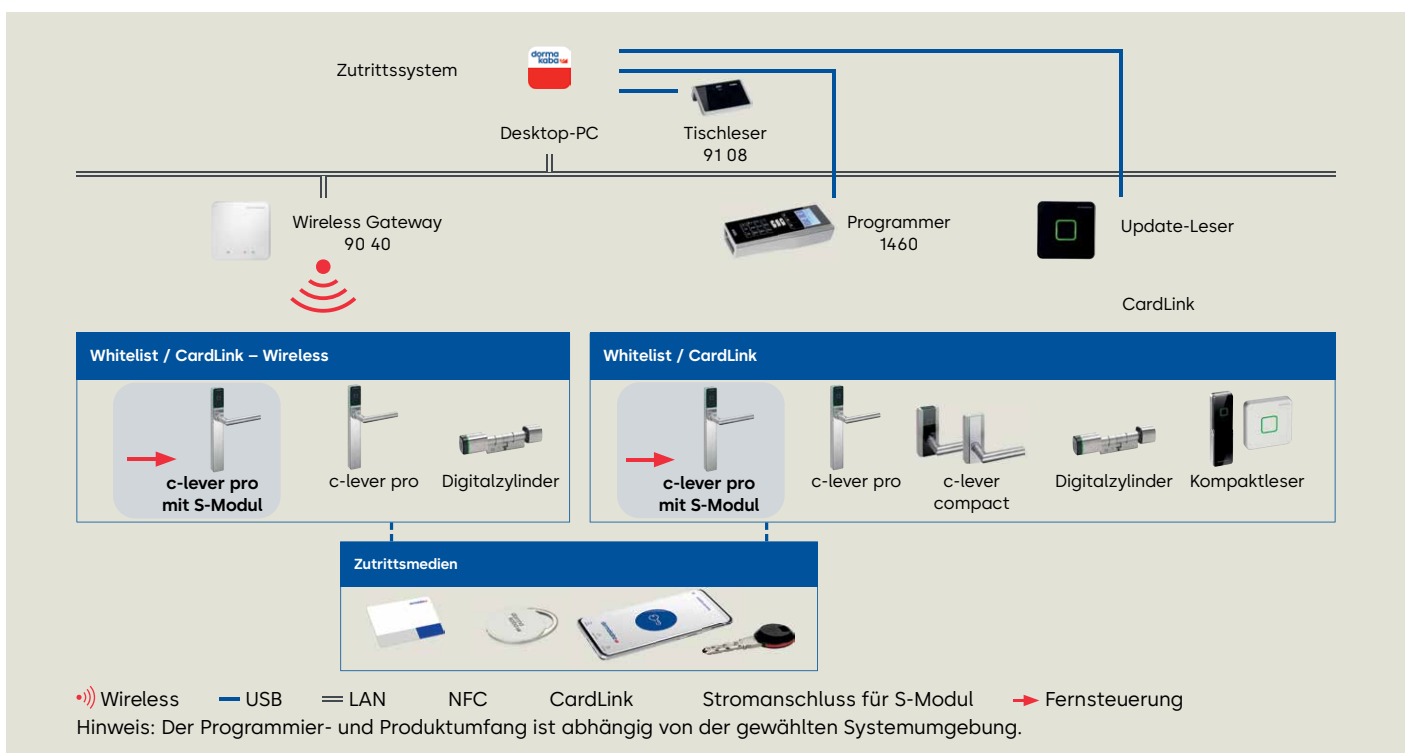 Zutrittssystem
dorma
kaba
Desktop-PC
Tischleser
91 08
Wireless Gateway
90 40
Programmer
1460
Update-Leser
CardLink
Whitelist / CardLink – Wireless
c-lever pro
mit S-Modul
c-lever pro
Digitalzylinder
Whitelist / CardLink
c-lever pro
mit S-Modul
c-lever pro
c-lever
compact
Digitalzylinder
Kompaktleser
Zutrittsmedien
Wireless USB LAN NFC CardLink Stromanschluss für S-Modul Fernsteuerung
Hinweis: Der Programmier- und Produktumfang ist abhängig von der gewählten Systemumgebung.